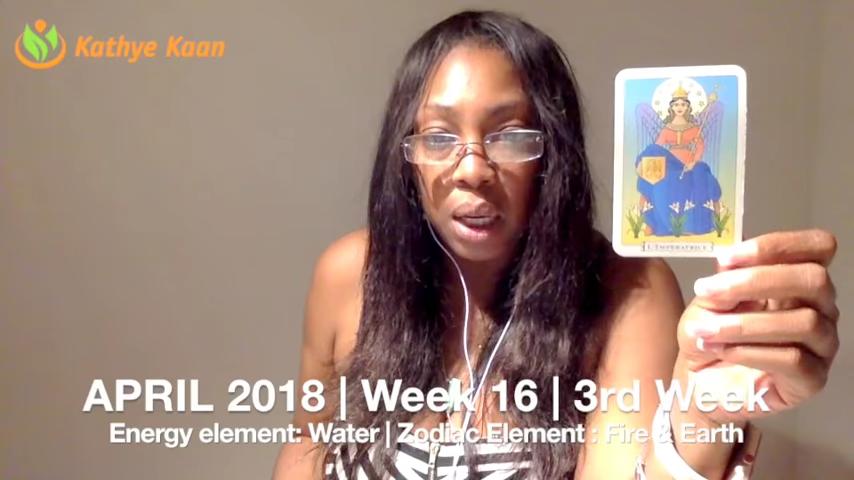 Kathye Kaan
L'IMPERATRICE
APRIL 2018 | Week 16 | 3rd Week
Energy element: Water | Zodiac Element : Fire & Earth